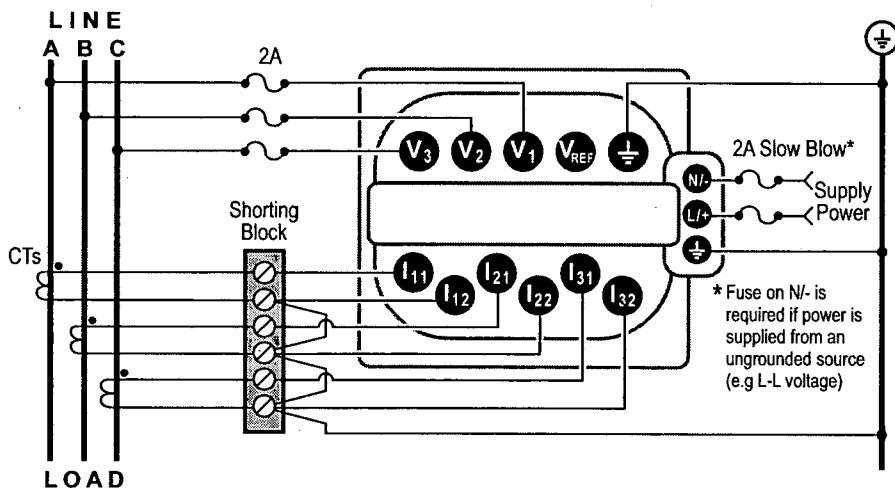 LINE
A B C
2A
V3 V2 V1 VREF
2A Slow Blow*
N/-
L/+
Supply
Power
Shorting
Block
CTs
I11 I12 I21 I22 I31 I32
* Fuse on N/- is
required if power is
supplied from an
ungrounded source
(e.g L-L voltage)
LOAD